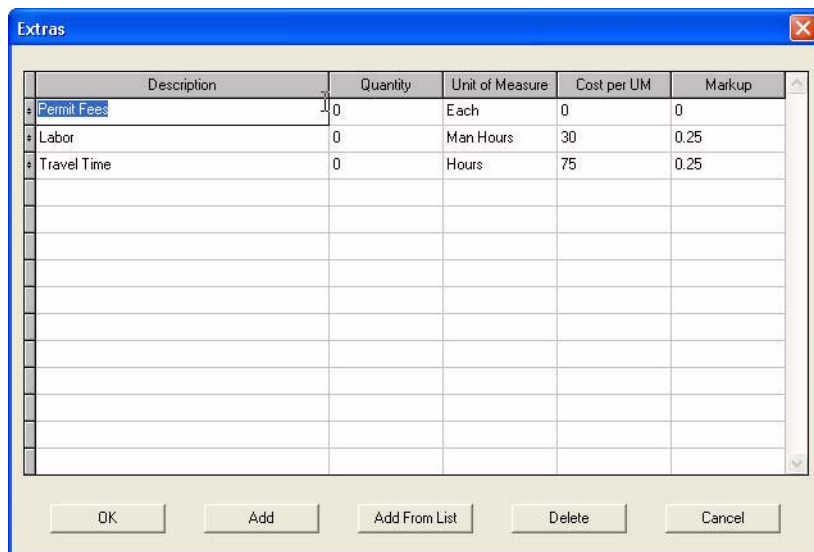 Extras
Description Quantity Unit of Measure Cost per UM Markup
Permit Fees 0 Each 0 0
Labor 0 Man Hours 30 0.25
Travel Time 0 Hours 75 0.25
OK Add Add From List Delete Cancel